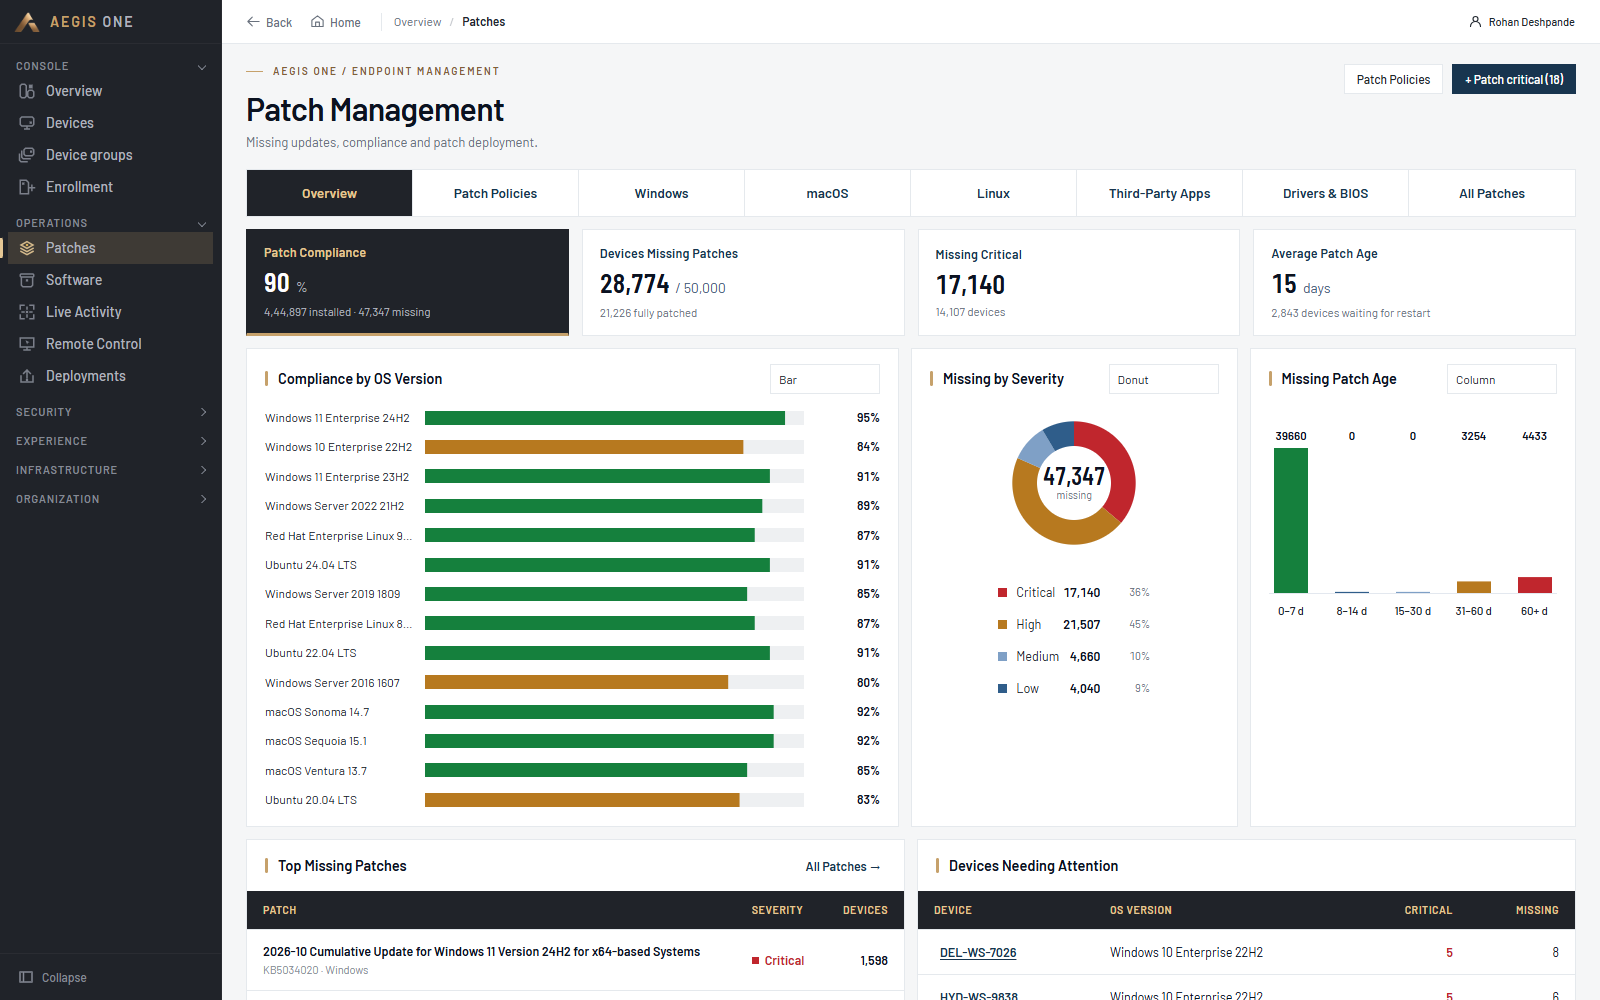 AEGIS ONE
CONSOLE
Overview
Devices
Device groups
Enrollment
OPERATIONS
Patches
Software
Live Activity
Remote Control
Deployments
SECURITY
EXPERIENCE
INFRASTRUCTURE
ORGANIZATION
Collapse
Back Home Overview / Patches Rohan Deshpande
AEGIS ONE / ENDPOINT MANAGEMENT
Patch Management
Missing updates, compliance and patch deployment.
Patch Policies + Patch critical (18)
Overview Patch Policies Windows macOS Linux Third-Party Apps Drivers & BIOS All Patches
Patch Compliance
90 %
4,44,897 installed · 47,347 missing
Devices Missing Patches
28,774 / 50,000
21,226 fully patched
Missing Critical
17,140
14,107 devices
Average Patch Age
15 days
2,843 devices waiting for restart
Compliance by OS Version Bar
Windows 11 Enterprise 24H2 95%
Windows 10 Enterprise 22H2 84%
Windows 11 Enterprise 23H2 91%
Windows Server 2022 21H2 89%
Red Hat Enterprise Linux 9... 87%
Ubuntu 24.04 LTS 91%
Windows Server 2019 1809 85%
Red Hat Enterprise Linux 8... 87%
Ubuntu 22.04 LTS 91%
Windows Server 2016 1607 80%
macOS Sonoma 14.7 92%
macOS Sequoia 15.1 92%
macOS Ventura 13.7 85%
Ubuntu 20.04 LTS 83%
Missing by Severity Donut
47,347
missing
Critical 17,140 36%
High 21,507 45%
Medium 4,660 10%
Low 4,040 9%
Missing Patch Age Column
39660 0 0 3254 4433
0–7 d 8–14 d 15–30 d 31–60 d 60+ d
Top Missing Patches All Patches →
PATCH SEVERITY DEVICES
2026-10 Cumulative Update for Windows 11 Version 24H2 for x64-based Systems Critical 1,598
KB5034020 · Windows
Devices Needing Attention
DEVICE OS VERSION CRITICAL MISSING
DEL-WS-7026 Windows 10 Enterprise 22H2 5 8
HYD-WS-9838 Windows 10 Enterprise 22H2 5 6